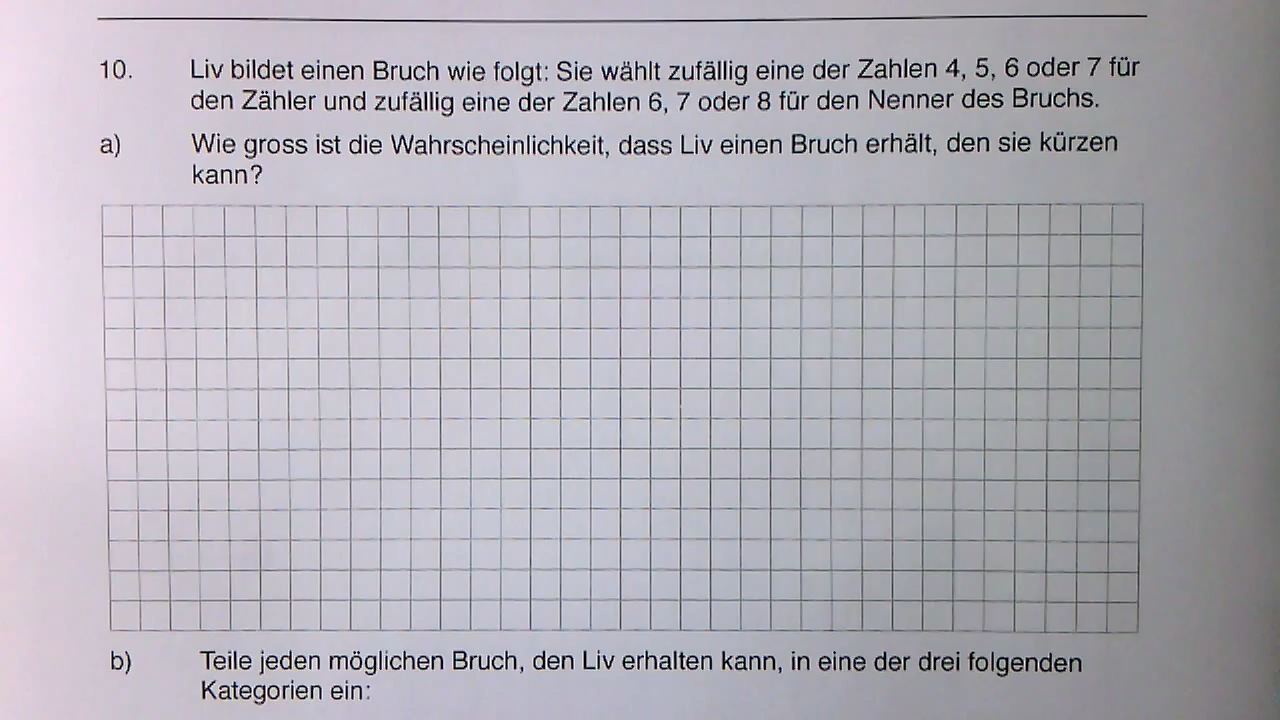 10. Liv bildet einen Bruch wie folgt: Sie wählt zufällig eine der Zahlen 4, 5, 6 oder 7 für
den Zähler und zufällig eine der Zahlen 6, 7 oder 8 für den Nenner des Bruchs.
a) Wie gross ist die Wahrscheinlichkeit, dass Liv einen Bruch erhält, den sie kürzen
kann?
b) Teile jeden möglichen Bruch, den Liv erhalten kann, in eine der drei folgenden
Kategorien ein: